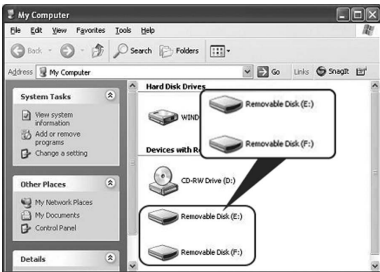 My Computer
File Edit View Favorites Tools Help
Back Search Folders
Address My Computer Go Links SnagIt
System Tasks
View system
information
Add or remove
programs
Change a setting
Other Places
My Network Places
My Documents
Control Panel
Details
Hard Disk Drives
WIND
Devices with R
CD-RW Drive (D:)
Removable Disk (E:)
Removable Disk (F:)
Removable Disk (E:)
Removable Disk (F:)